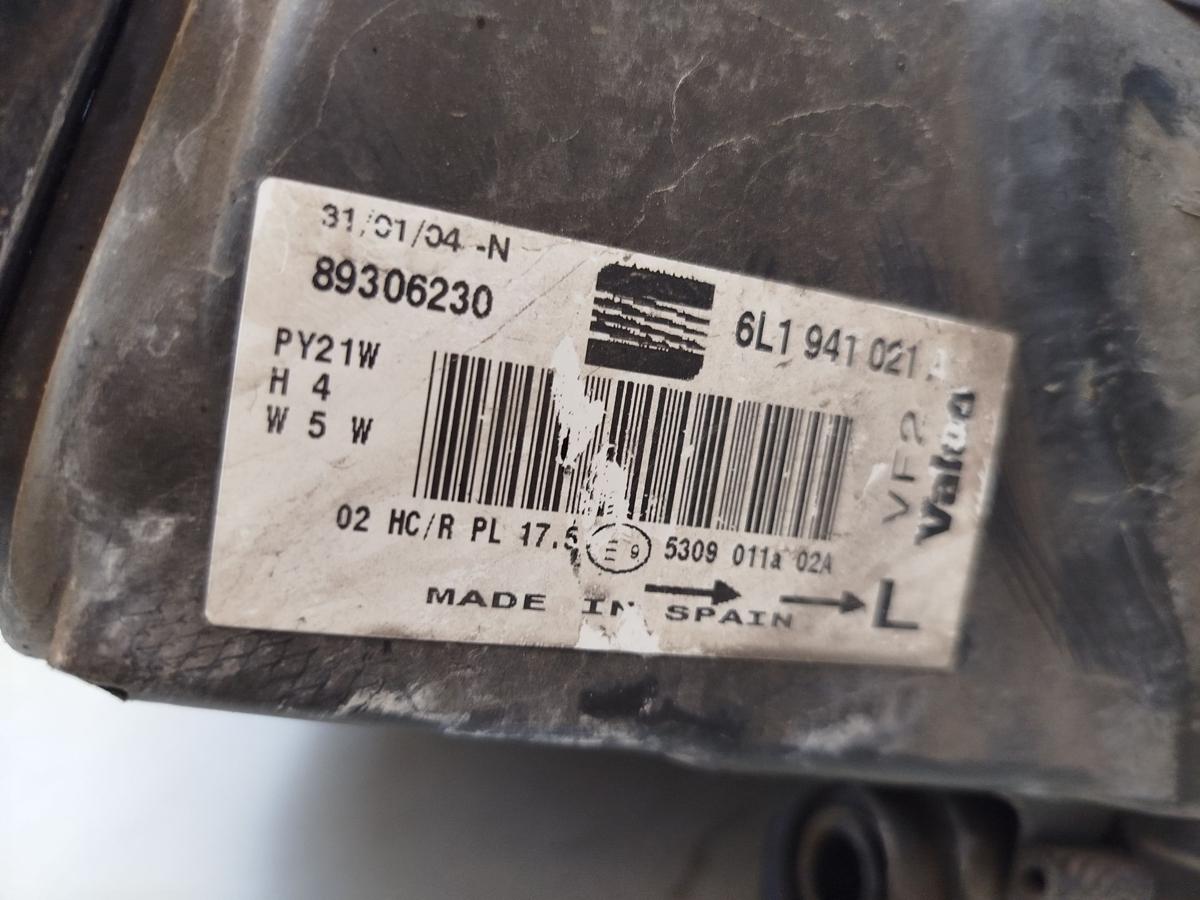 31/01/04 -N
89306230
6L1 941 021 A
PY21W
H 4
W 5 W
VF2
Valeo
02 HC/R PL 17.5 E 9 5309 011a 02A
MADE IN SPAIN L